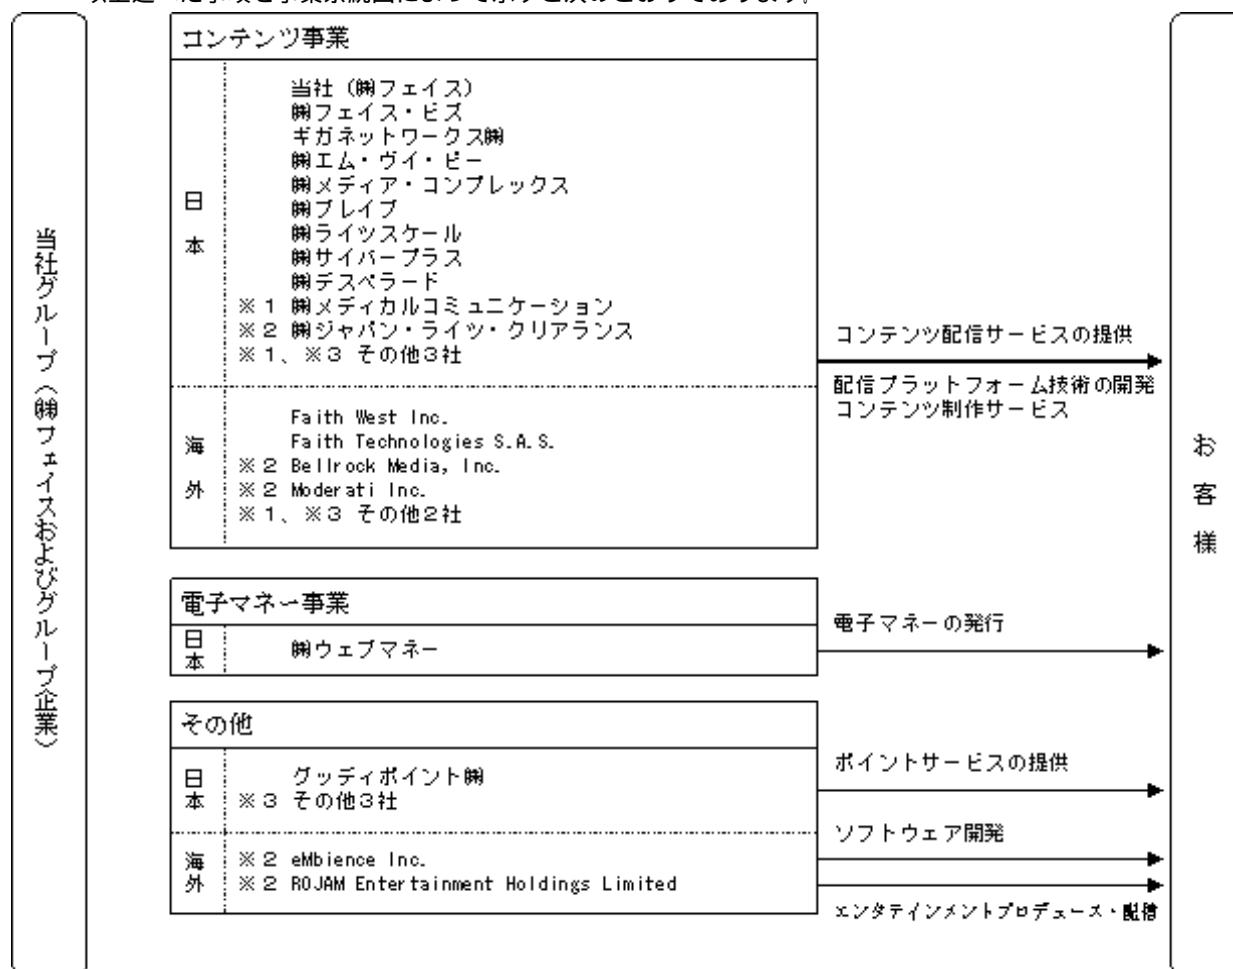 当社グループ(㈱フェイスおよびグループ企業)
コンテンツ事業
日本
当社(㈱フェイス)
㈱フェイス・ビズ
ギガネットワークス㈱
㈱エム・ヴイ・ピー
㈱メディア・コンプレックス
㈱ブレイブ
㈱ライツスケール
㈱サイバープラス
㈱デスペラード
※1 ㈱メディカルコミュニケーション
※2 ㈱ジャパン・ライツ・クリアランス
※1、※3 その他3社
海外
Faith West Inc.
Faith Technologies S.A.S.
※2 Bellrock Media, Inc.
※2 Moderati Inc.
※1、※3 その他2社
コンテンツ配信サービスの提供
配信プラットフォーム技術の開発
コンテンツ制作サービス
電子マネー事業
日本
㈱ウェブマネー
電子マネーの発行
その他
日本
グッディポイント㈱
※3 その他3社
海外
※2 eMbience Inc.
※2 ROJAM Entertainment Holdings Limited
ポイントサービスの提供
ソフトウェア開発
エンタテインメントプロデュース・配信
お客様